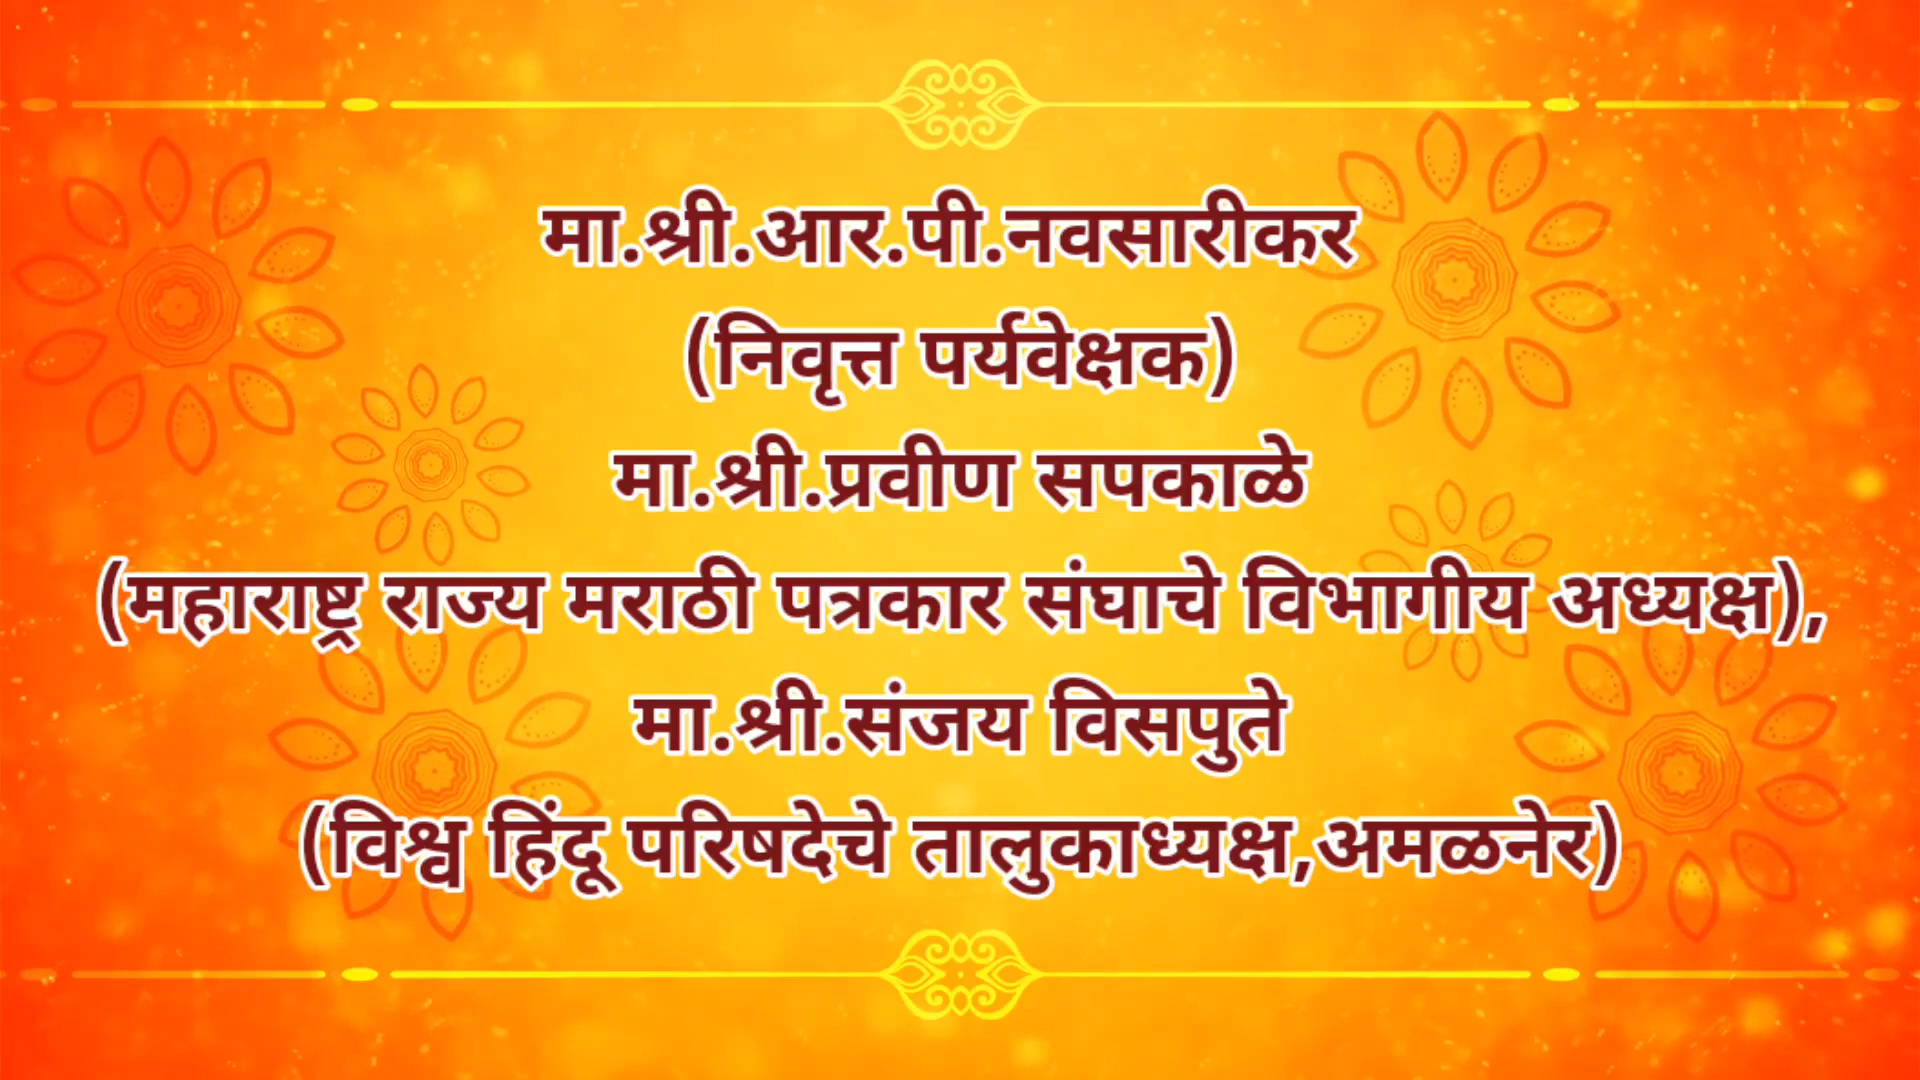 मा.श्री.आर.पी.नवसारीकर
(निवृत्त पर्यवेक्षक)
मा.श्री.प्रवीण सपकाळे
(महाराष्ट्र राज्य मराठी पत्रकार संघाचे विभागीय अध्यक्ष),
मा.श्री.संजय विसपुते
(विश्व हिंदू परिषदेचे तालुकाध्यक्ष,अमळनेर)